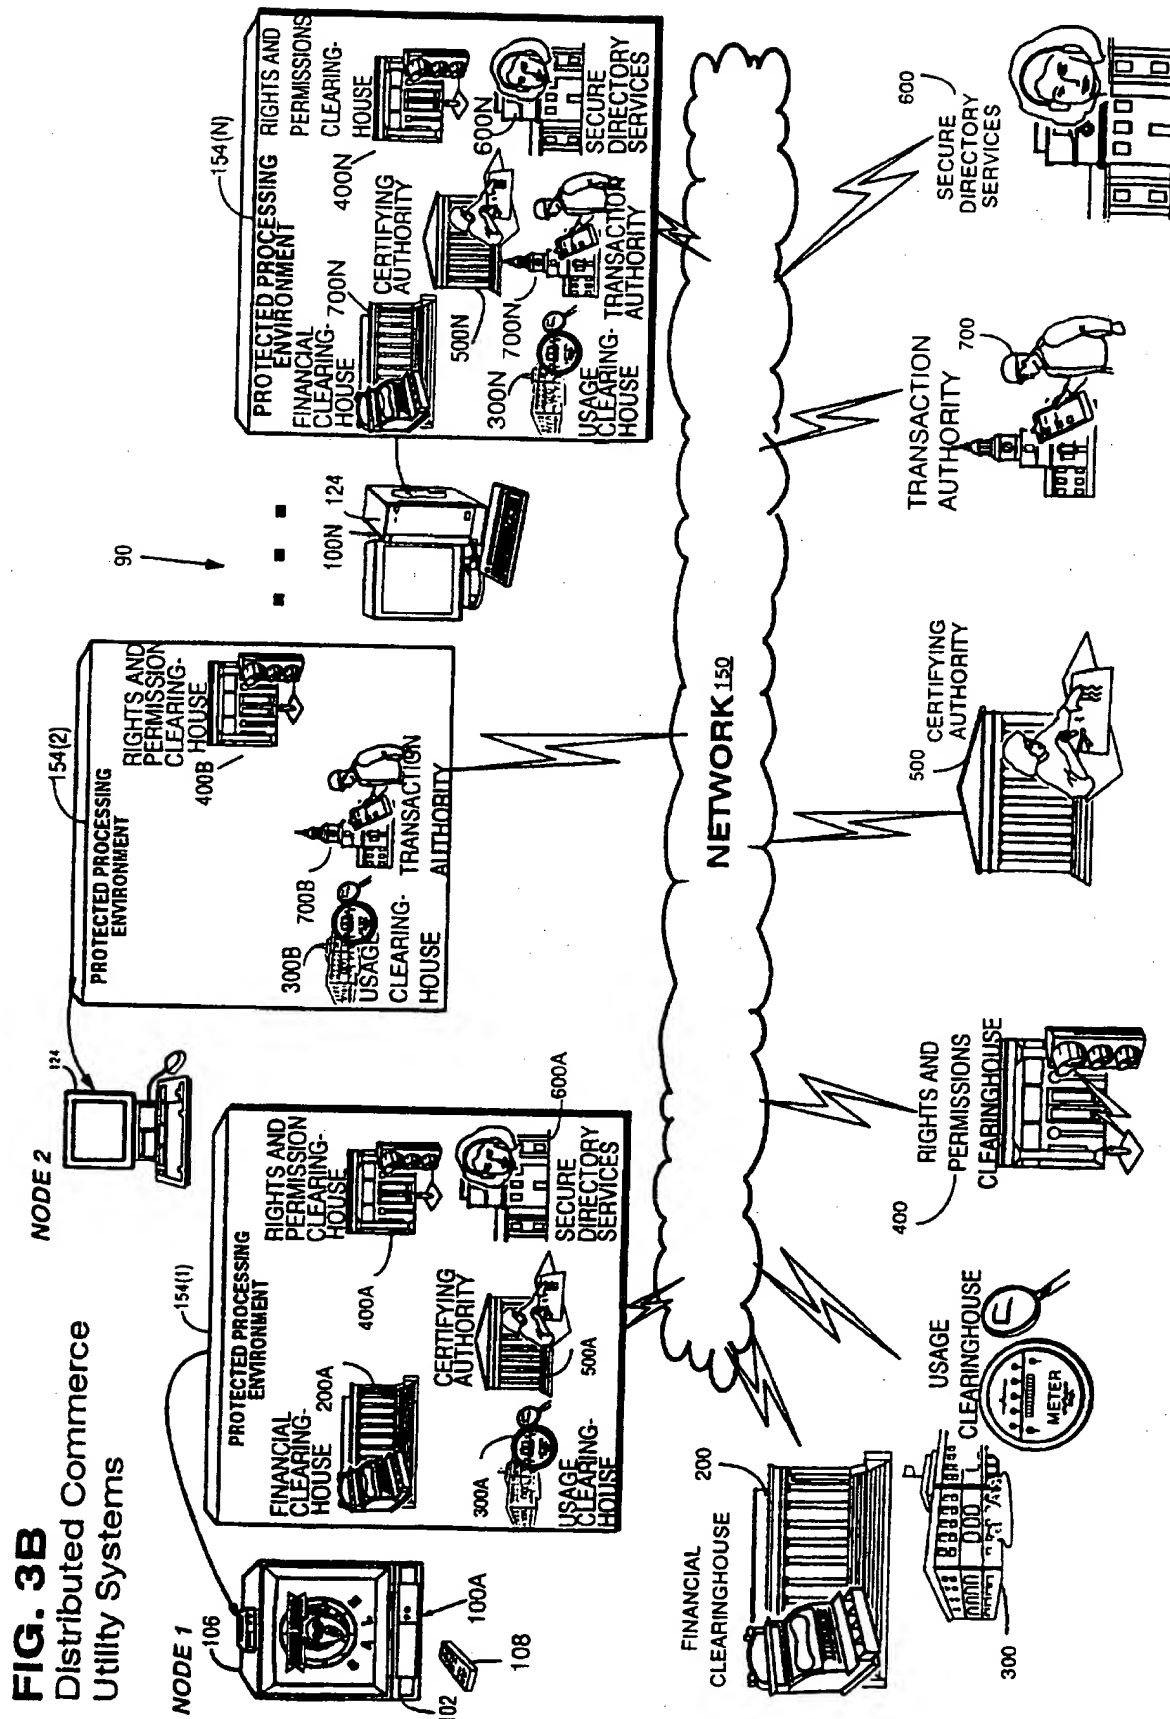 FIG. 3B
Distributed Commerce
Utility Systems
NODE 1
106
102
100A
108
154(1)
PROTECTED PROCESSING
ENVIRONMENT
FINANCIAL
CLEARING-
HOUSE
200A
RIGHTS AND
PERMISSION
CLEARING-
HOUSE
400A
300A
USAGE
CLEARING-
HOUSE
CERTIFYING
AUTHORITY
500A
SECURE
DIRECTORY
SERVICES
600A
NODE 2
124
154(2)
PROTECTED PROCESSING
ENVIRONMENT
RIGHTS AND
PERMISSION
CLEARING-
HOUSE
400B
300B
USAGE
CLEARING-
HOUSE
700B
TRANSACTION
AUTHORITY
90
100N
124
154(N)
PROTECTED PROCESSING
ENVIRONMENT
FINANCIAL
CLEARING-
HOUSE
700N
RIGHTS AND
PERMISSIONS
CLEARING-
HOUSE
400N
CERTIFYING
AUTHORITY
500N
300N
USAGE
CLEARING-
HOUSE
700N
TRANSACTION
AUTHORITY
600N
SECURE
DIRECTORY
SERVICES
NETWORK 150
FINANCIAL
CLEARINGHOUSE
200
USAGE
CLEARINGHOUSE
METER
300
RIGHTS AND
PERMISSIONS
CLEARINGHOUSE
400
500
CERTIFYING
AUTHORITY
TRANSACTION
AUTHORITY
700
SECURE
DIRECTORY
SERVICES
600